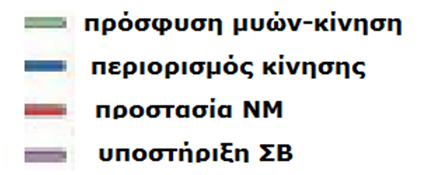 πρόσφυση μυών-κίνηση
περιορισμός κίνησης
προστασία ΝΜ
υποστήριξη ΣΒ